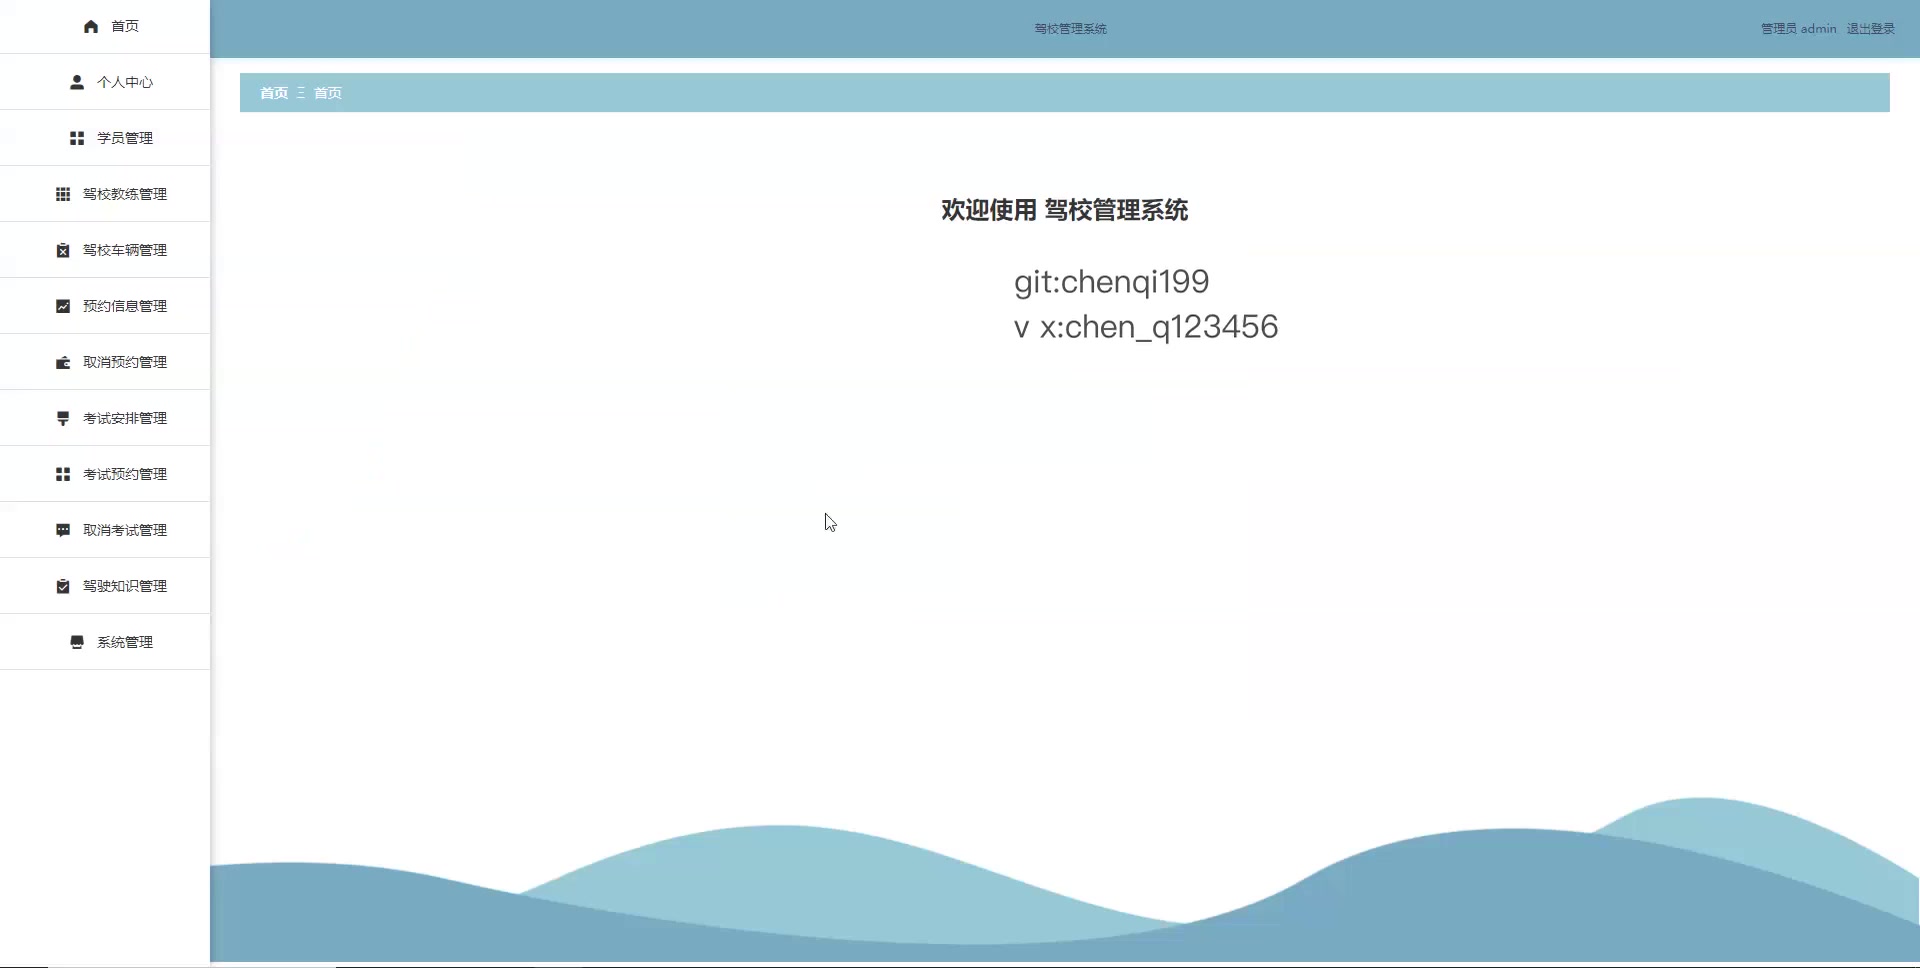 首页
个人中心
学员管理
驾校教练管理
驾校车辆管理
预约信息管理
取消预约管理
考试安排管理
考试预约管理
取消考试管理
驾驶知识管理
系统管理
驾校管理系统
管理员 admin 退出登录
首页 Ξ 首页
欢迎使用 驾校管理系统
git:chenqi199
v x:chen_q123456